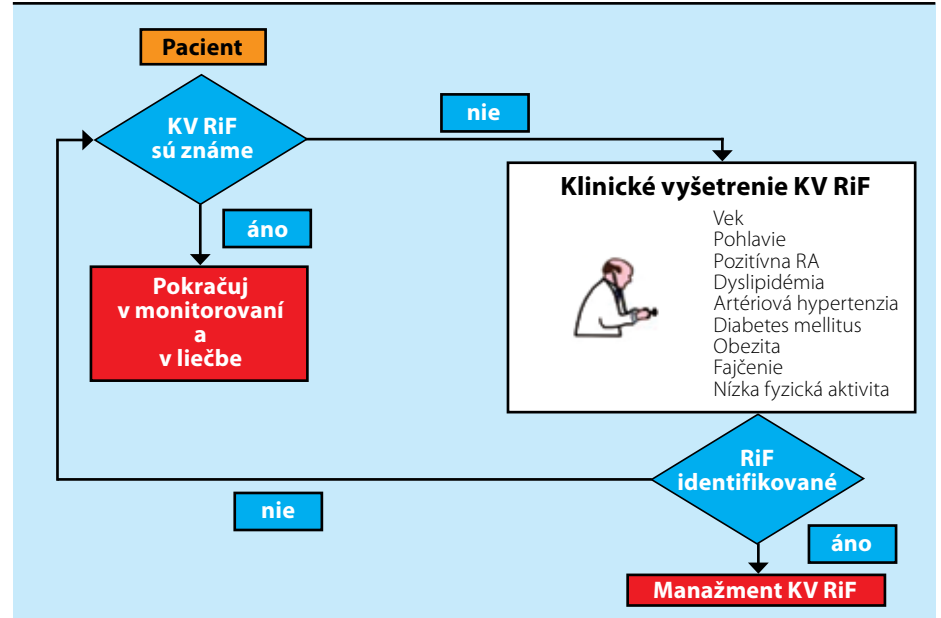 Pacient
KV RiF
sú známe
nie
áno
Pokračuj
v monitorovaní
a
v liečbe
Klinické vyšetrenie KV RiF
Vek
Pohlavie
Pozitívna RA
Dyslipidémia
Artériová hypertenzia
Diabetes mellitus
Obezita
Fajčenie
Nízka fyzická aktivita
RiF
identifikované
nie
áno
Manažment KV RiF